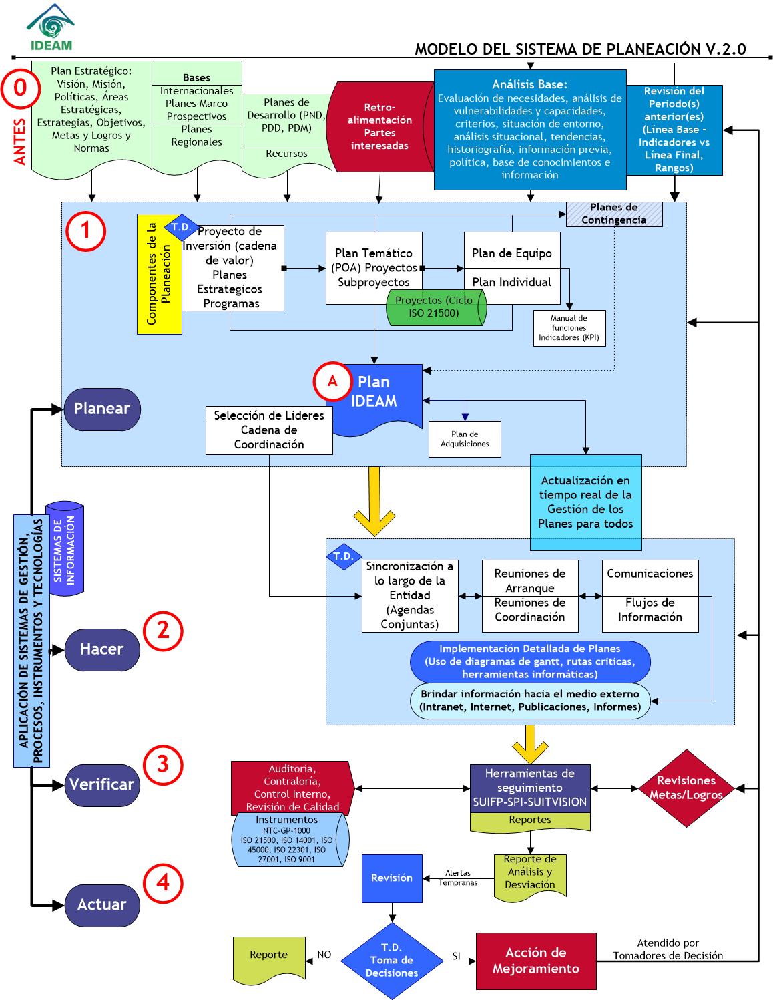 IDEAM
MODELO DEL SISTEMA DE PLANEACIÓN V.2.0
0
ANTES
Plan Estratégico:
Visión, Misión,
Políticas, Áreas
Estratégicas,
Estrategias, Objetivos,
Metas y Logros y
Normas
Bases
Internacionales
Planes Marco
Prospectivos
Planes
Regionales
Planes de
Desarrollo (PND,
PDD, PDM)
Recursos
Retro-
alimentación
Partes
interesadas
Análisis Base:
Evaluación de necesidades, análisis de
vulnerabilidades y capacidades,
criterios, situación de entorno,
análisis situacional, tendencias,
historiografía, información previa,
política, base de conocimientos e
información
Revisión del
Periodo(s)
anterior(es)
(Línea Base –
Indicadores vs
Línea Final,
Rangos)
1
Componentes de la
Planeación
T.D.
Proyecto de
Inversión (cadena
de valor)
Planes
Estrategicos
Programas
Plan Temático
(POA) Proyectos
Subproyectos
Plan de Equipo
Plan Individual
Planes de
Contingencia
Proyectos (Ciclo
ISO 21500)
Manual de
funciones
Indicadores (KPI)
A
Plan
IDEAM
Planear
Selección de Lideres
Cadena de
Coordinación
Plan de
Adquisiciones
Actualización en
tiempo real de la
Gestión de los
Planes para todos
APLICACIÓN DE SISTEMAS DE GESTIÓN,
PROCESOS, INSTRUMENTOS Y TECNOLOGÍAS
SISTEMAS DE
INFORMACIÓN
T.D.
Sincronización a
lo largo de la
Entidad
(Agendas
Conjuntas)
Reuniones de
Arranque
Reuniones de
Coordinación
Comunicaciones
Flujos de
Información
2
Hacer
Implementación Detallada de Planes
(Uso de diagramas de gantt, rutas criticas,
herramientas informáticas)
Brindar información hacia el medio externo
(Intranet, Internet, Publicaciones, Informes)
3
Verificar
Auditoria,
Contraloría,
Control Interno,
Revisión de Calidad
Instrumentos
NTC-GP-1000
ISO 21500, ISO 14001, ISO
45000, ISO 22301, ISO
27001, ISO 9001
Herramientas de
seguimiento
SUIFP-SPI-SUITVISION
Reportes
Revisiones
Metas/Logros
Reporte de
Análisis y
Desviación
Alertas
Tempranas
Revisión
4
Actuar
Reporte
NO
T.D.
Toma de
Decisiones
SI
Acción de
Mejoramiento
Atendido por
Tomadores de Decisión